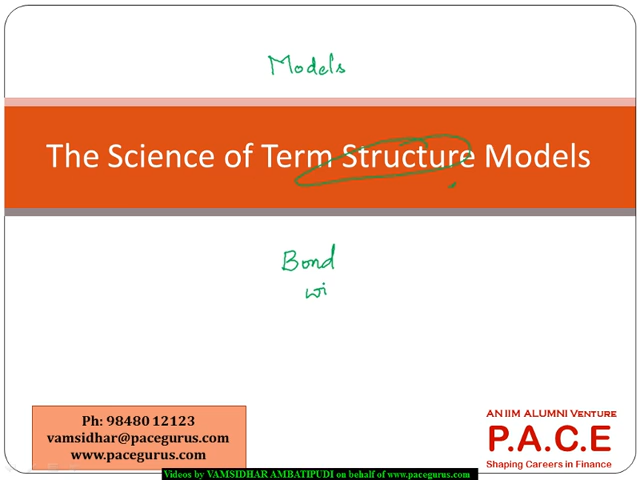 Models
The Science of Term Structure Models
Bond
wi
Ph: 98480 12123
vamsidhar@pacegurus.com
www.pacegurus.com
AN IIM ALUMNI VENTURE
P.A.C.E
Shaping Careers in Finance
Videos by VAMSIDHAR AMBATIPUDI on behalf of www.pacegurus.com